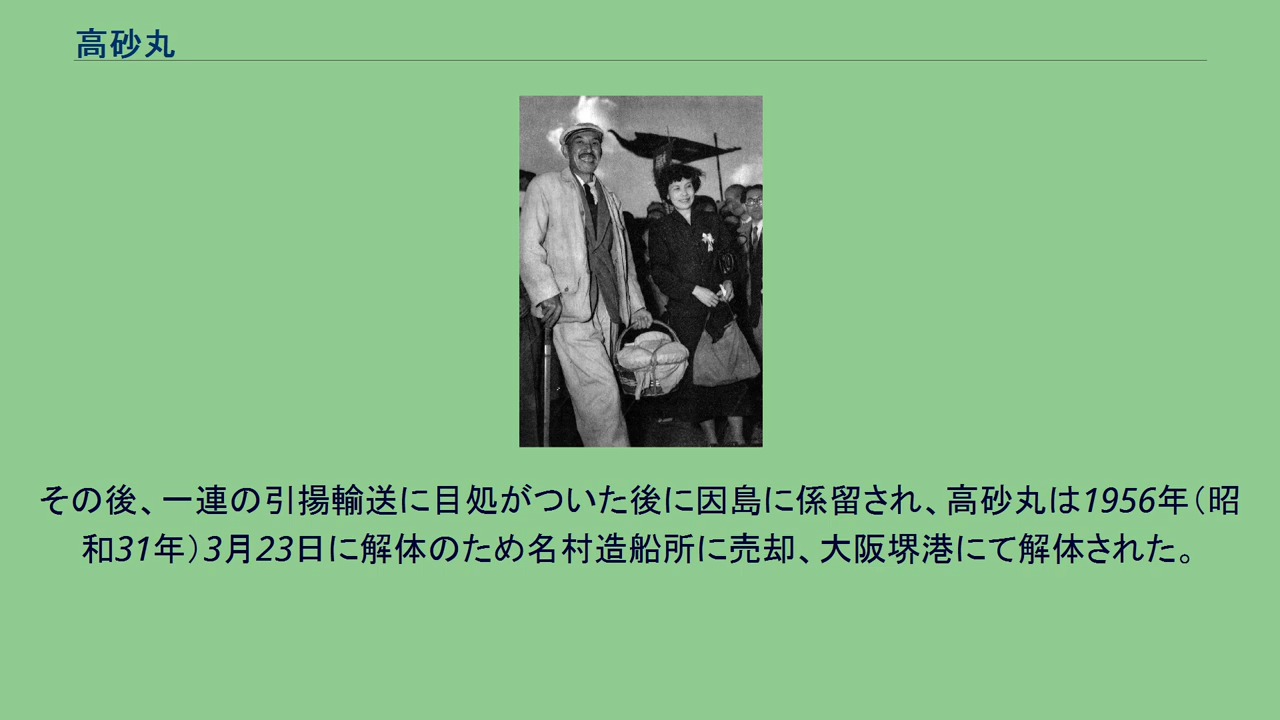 高砂丸
その後、一連の引揚輸送に目処がついた後に因島に係留され、高砂丸は1956年（昭
和31年）3月23日に解体のため名村造船所に売却、大阪堺港にて解体された。